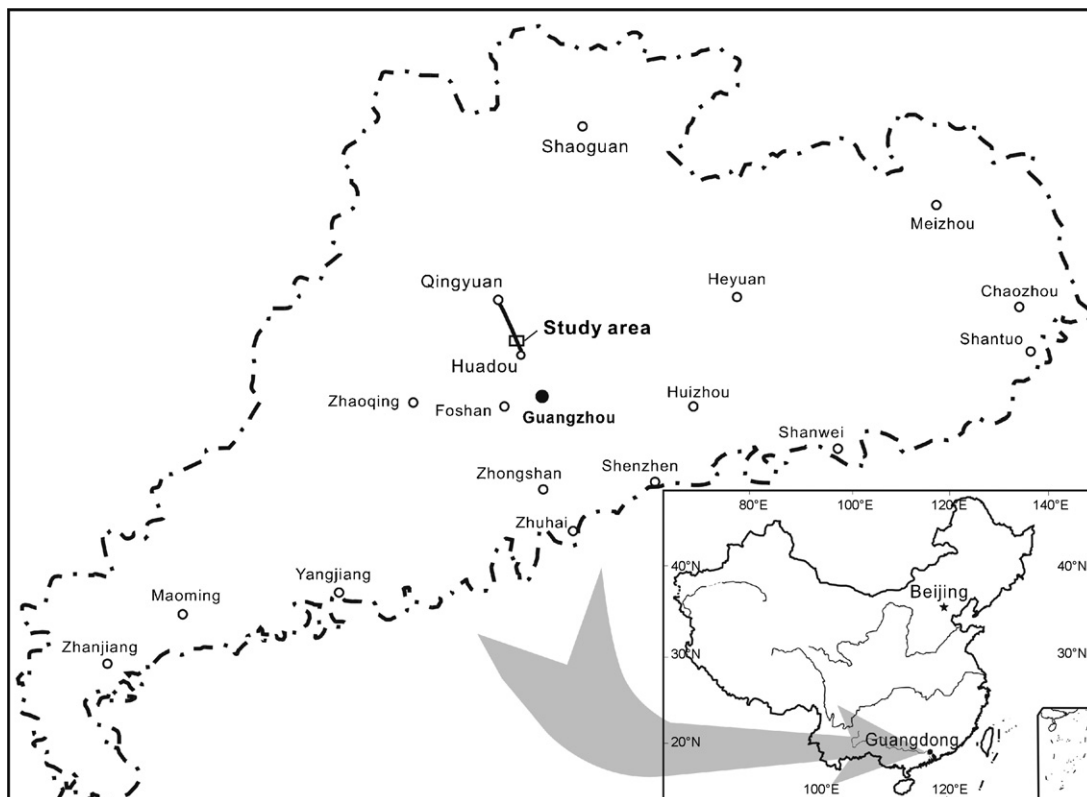 Shaoguan
Meizhou
Qingyuan
Heyuan
Chaozhou
Study area
Shantuo
Huadou
Zhaoqing
Foshan
Guangzhou
Huizhou
Shanwei
Zhongshan
Shenzhen
Zhuhai
Yangjiang
Maoming
Zhanjiang
80°E
100°E
120°E
140°E
40°N
40°N
Beijing
30°N
30°N
20°N
Guangdong
100°E
120°E